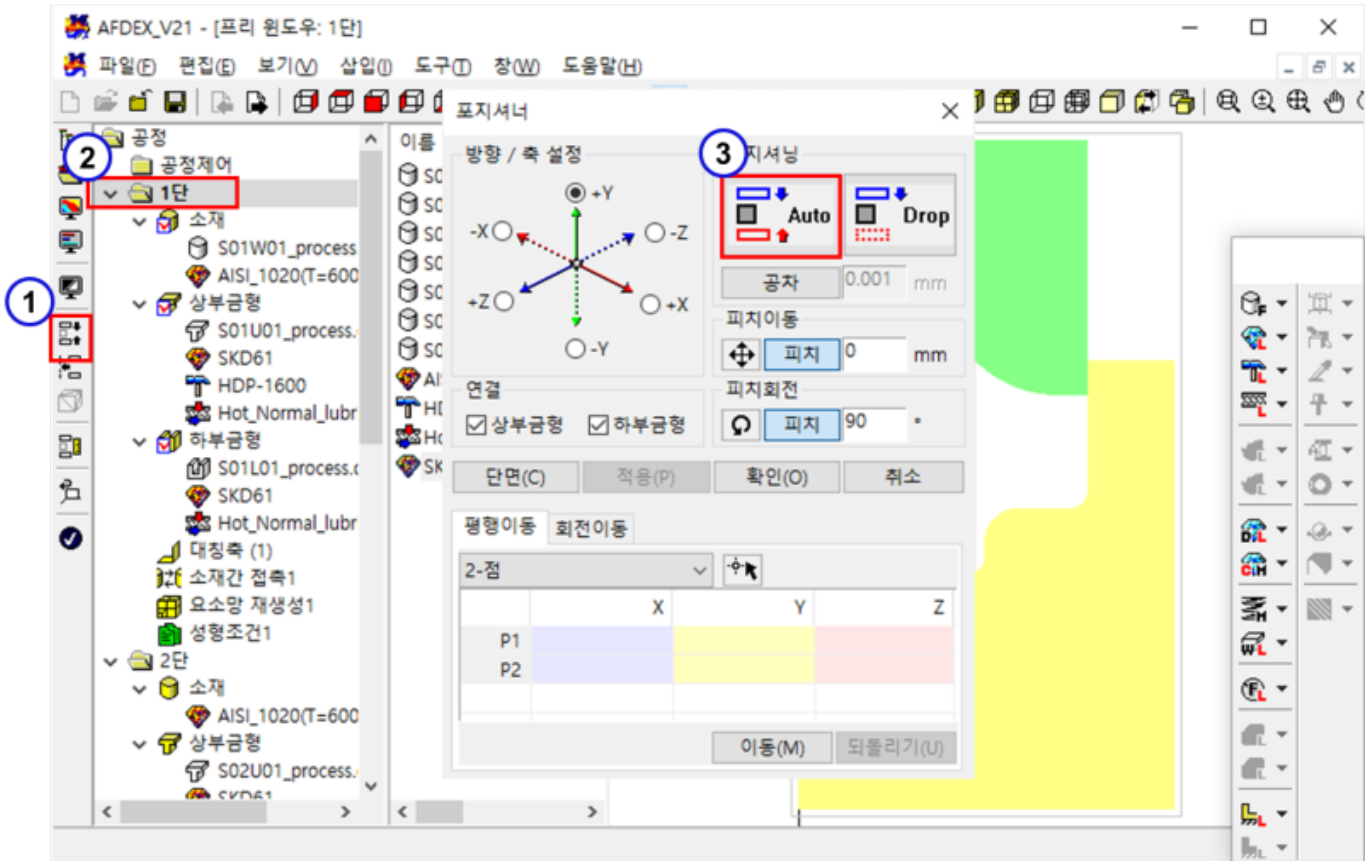 AFDEX_V21 - [프리 윈도우: 1단]
파일(F) 편집(E) 보기(V) 삽입(I) 도구(T) 창(W) 도움말(H)
공정
공정제어
1단
소재
S01W01_process
AISI_1020(T=600
상부금형
S01U01_process.
SKD61
HDP-1600
Hot_Normal_lubr
하부금형
S01L01_process.
SKD61
Hot_Normal_lubr
대칭축 (1)
소재간 접촉1
요소망 재생성1
성형조건1
2단
소재
AISI_1020(T=600
상부금형
S02U01_process.
SKD61
1
2
이름
포지셔너
방향 / 축 설정
+Y
-X
-Z
+Z
+X
-Y
연결
상부금형 하부금형
3
지셔닝
Auto
Drop
공차 0.001 mm
피치이동
피치 0 mm
피치회전
피치 90 °
단면(C) 적용(P) 확인(O) 취소
평행이동 회전이동
2-점
X Y Z
P1
P2
이동(M) 되돌리기(U)